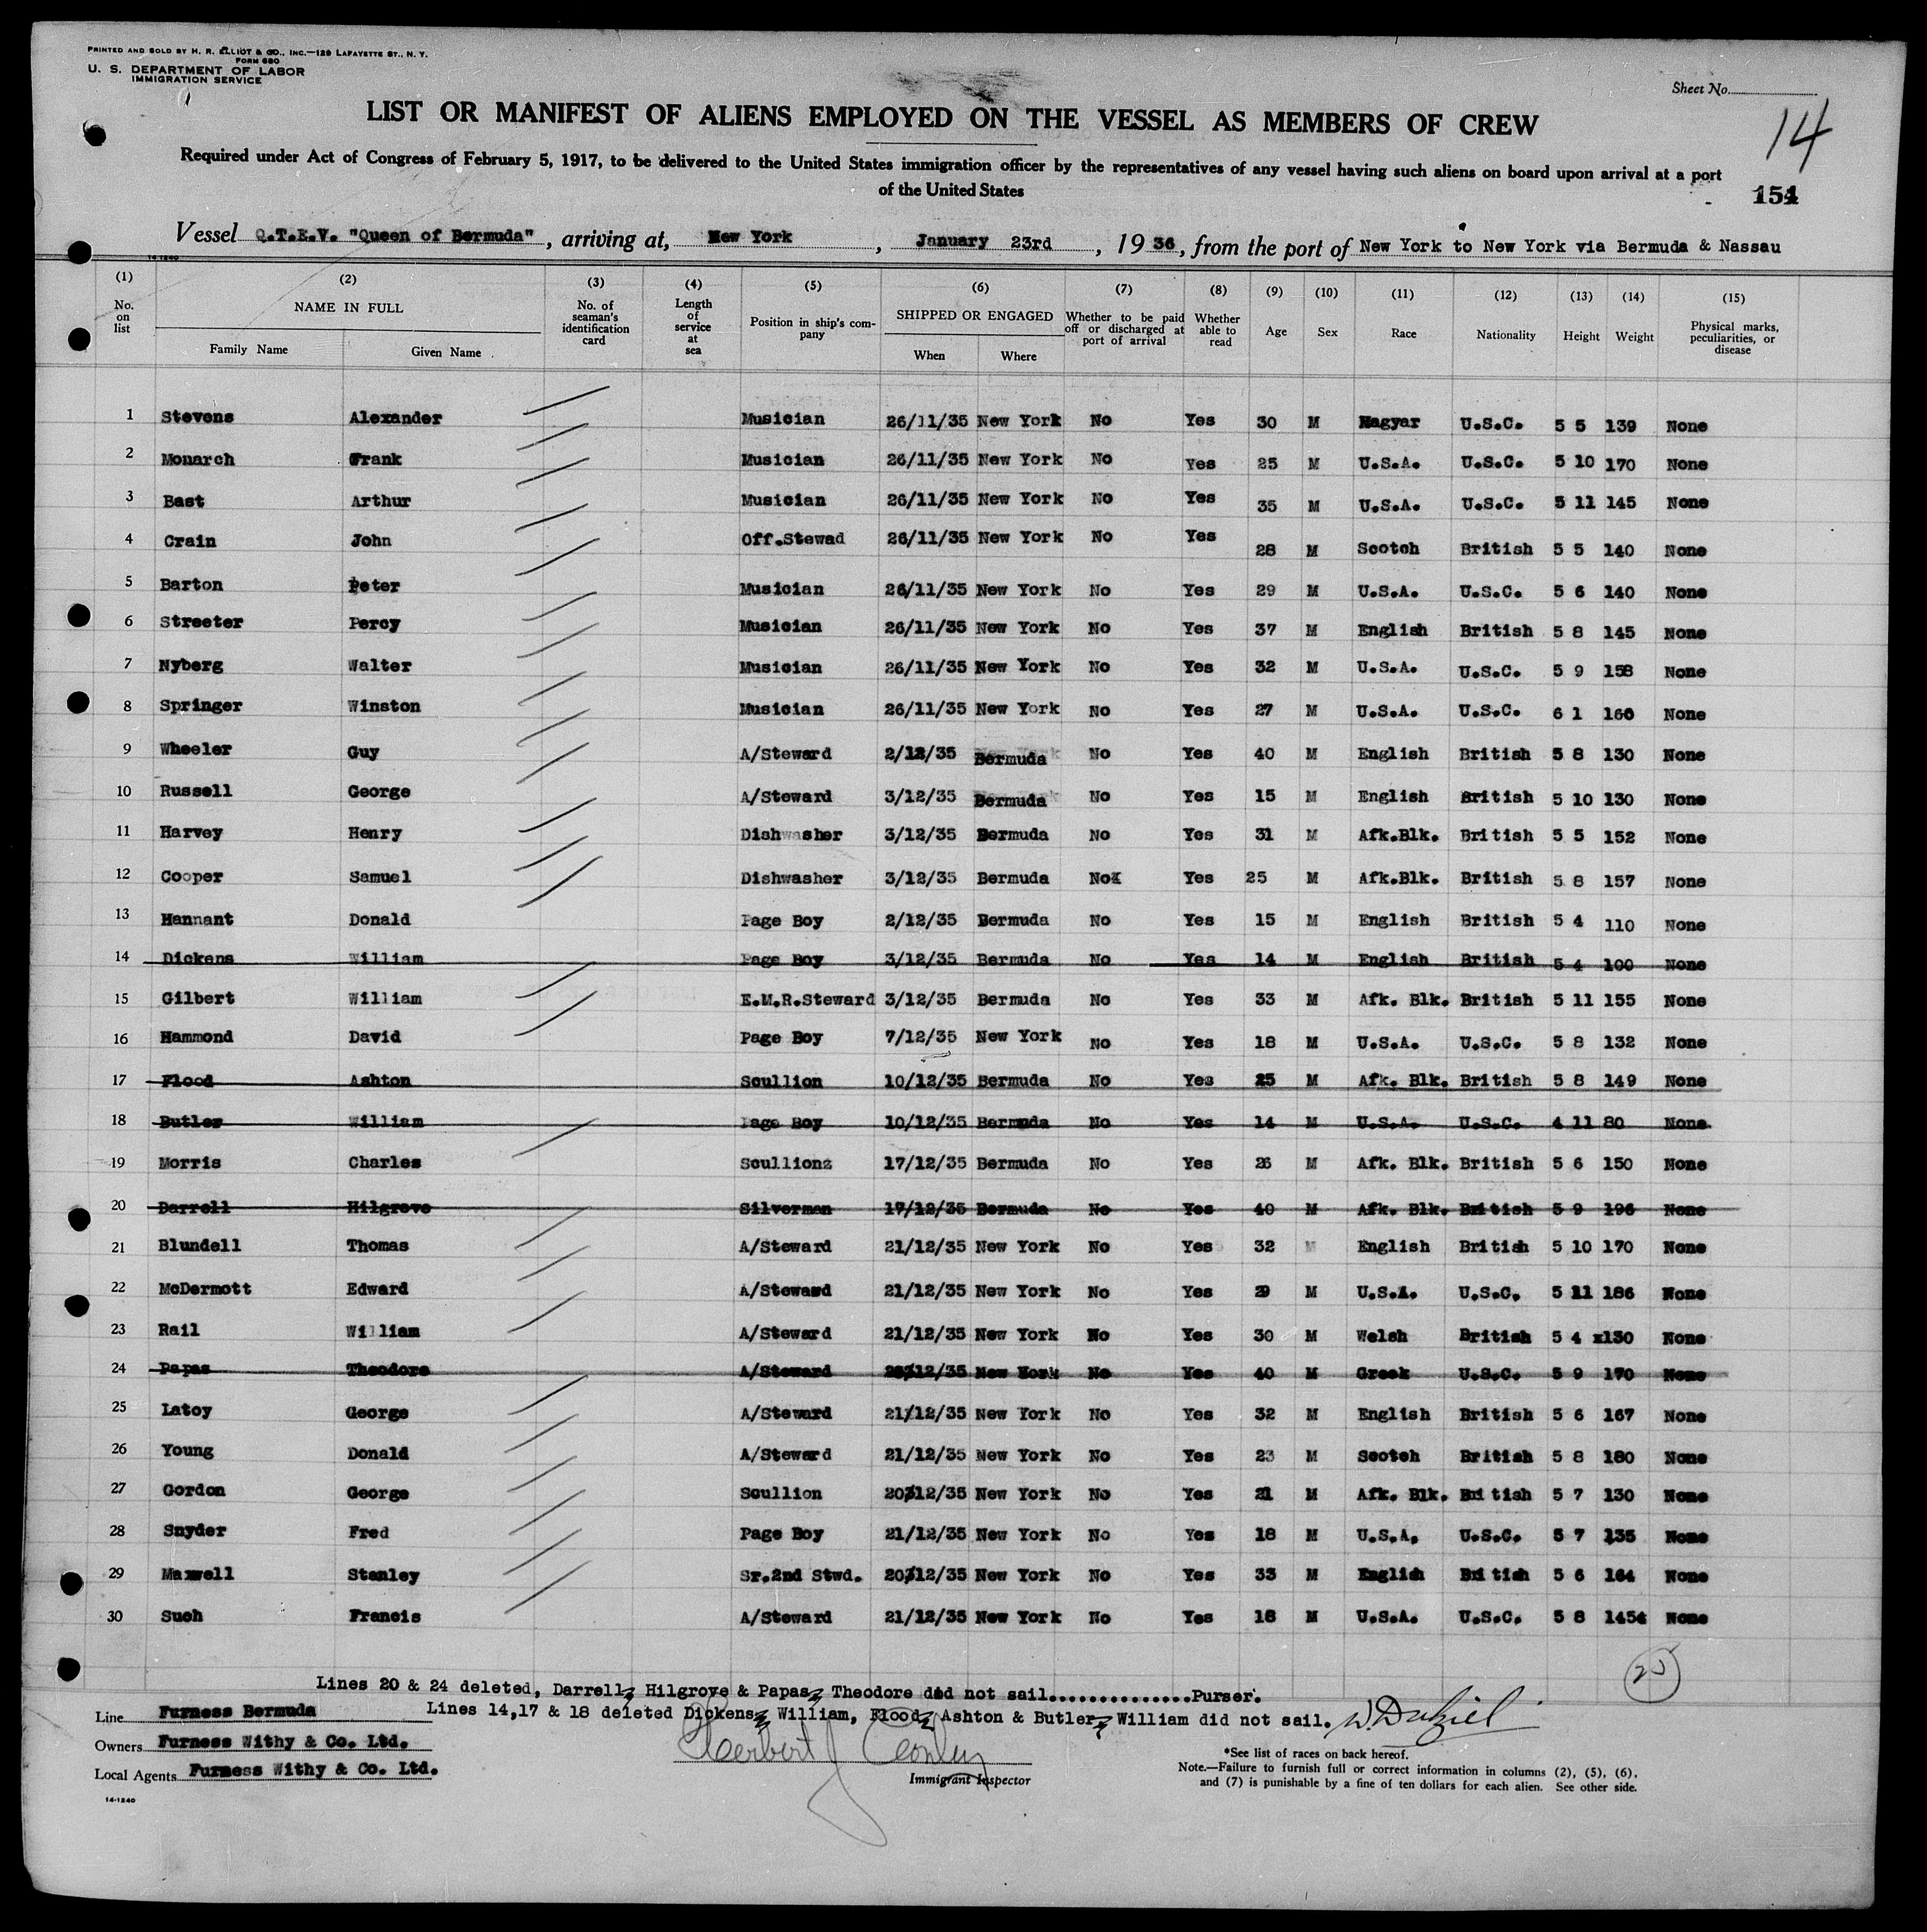 PRINTED AND SOLD BY H. R. ELLIOT & CO., INC.—129 LAFAYETTE ST., N. Y.
FORM 680
U. S. DEPARTMENT OF LABOR
IMMIGRATION SERVICE
Sheet No.
LIST OR MANIFEST OF ALIENS EMPLOYED ON THE VESSEL AS MEMBERS OF CREW
14
Required under Act of Congress of February 5, 1917, to be delivered to the United States immigration officer by the representatives of any vessel having such aliens on board upon arrival at a port
of the United States
154
Vessel Q.T.E.V. "Queen of Bermuda", arriving at, New York, January 23rd, 1936, from the port of New York to New York via Bermuda & Nassau
14-1240
(1) (2) (3) (4) (5) (6) (7) (8) (9) (10) (11) (12) (13) (14) (15)
No. on list NAME IN FULL Family Name Given Name No. of seaman's identification card Length of service at sea Position in ship's company SHIPPED OR ENGAGED When Where Whether to be paid off or discharged at port of arrival Whether able to read Age Sex Race Nationality Height Weight Physical marks, peculiarities, or disease
1 Stevens Alexander Musician 26/11/35 New York No Yes 30 M Magyar U.S.C. 5 5 139 None
2 Monarch Frank Musician 26/11/35 New York No Yes 25 M U.S.A. U.S.C. 5 10 170 None
3 Bast Arthur Musician 26/11/35 New York No Yes 35 M U.S.A. U.S.C. 5 11 145 None
4 Crain John Off.Stewad 26/11/35 New York No Yes 28 M Scotch British 5 5 140 None
5 Barton Peter Musician 26/11/35 New York No Yes 29 M U.S.A. U.S.C. 5 6 140 None
6 Streeter Percy Musician 26/11/35 New York No Yes 37 M English British 5 8 145 None
7 Nyberg Walter Musician 26/11/35 New York No Yes 32 M U.S.A. U.S.C. 5 9 158 None
8 Springer Winston Musician 26/11/35 New York No Yes 27 M U.S.A. U.S.C. 6 1 160 None
9 Wheeler Guy A/Steward 2/12/35 Bermuda No Yes 40 M English British 5 8 130 None
10 Russell George A/Steward 3/12/35 Bermuda No Yes 15 M English British 5 10 130 None
11 Harvey Henry Dishwasher 3/12/35 Bermuda No Yes 31 M Afk.Blk. British 5 5 152 None
12 Cooper Samuel Dishwasher 3/12/35 Bermuda No Yes 25 M Afk.Blk. British 5 8 157 None
13 Hannant Donald Page Boy 2/12/35 Bermuda No Yes 15 M English British 5 4 110 None
14 Dickens William Page Boy 3/12/35 Bermuda No Yes 14 M English British 5 4 100 None
15 Gilbert William E.M.R.Steward 3/12/35 Bermuda No Yes 33 M Afk. Blk. British 5 11 155 None
16 Hammond David Page Boy 7/12/35 New York No Yes 18 M U.S.A. U.S.C. 5 8 132 None
17 Flood Ashton Scullion 10/12/35 Bermuda No Yes 25 M Afk. Blk. British 5 8 149 None
18 Butler William Page Boy 10/12/35 Bermuda No Yes 14 M U.S.A. U.S.C. 4 11 80 None
19 Morris Charles Scullionz 17/12/35 Bermuda No Yes 26 M Afk. Blk. British 5 6 150 None
20 Darrell Hilgrove Silverman 17/12/35 Bermuda No Yes 40 M Afk. Blk. British 5 9 196 None
21 Blundell Thomas A/Steward 21/12/35 New York No Yes 32 M English British 5 10 170 None
22 McDermott Edward A/Steward 21/12/35 New York No Yes 29 M U.S.A. U.S.C. 5 11 186 None
23 Rail William A/Steward 21/12/35 New York No Yes 30 M Welsh British 5 4 x130 None
24 Papas Theodore A/Steward 12/35 New York No Yes 40 M Greek U.S.C. 5 9 170 None
25 Latoy George A/Steward 21/12/35 New York No Yes 32 M English British 5 6 167 None
26 Young Donald A/Steward 21/12/35 New York No Yes 23 M Scotch British 5 8 180 None
27 Gordon George Scullion 20/12/35 New York No Yes 21 M Afk. Blk. British 5 7 130 None
28 Snyder Fred Page Boy 21/12/35 New York No Yes 18 M U.S.A. U.S.C. 5 7 135 None
29 Maxwell Stanley Sr.2nd Stwd. 20/12/35 New York No Yes 33 M English British 5 6 164 None
30 Such Francis A/Steward 21/12/35 New York No Yes 18 M U.S.A. U.S.C. 5 8 145 None
25
Lines 20 & 24 deleted, Darrell, Hilgrove & Papas, Theodore did not sail...............Purser.
Lines 14,17 & 18 deleted Dickens, William, Flood, Ashton & Butler, William did not sail.
Line Furness Bermuda
Owners Furness Withy & Co. Ltd.
Local Agents Furness Withy & Co. Ltd.
14-1240
Herbert J
Immigrant Inspector
*See list of races on back hereof.
Note.—Failure to furnish full or correct information in columns (2), (5), (6),
and (7) is punishable by a fine of ten dollars for each alien. See other side.